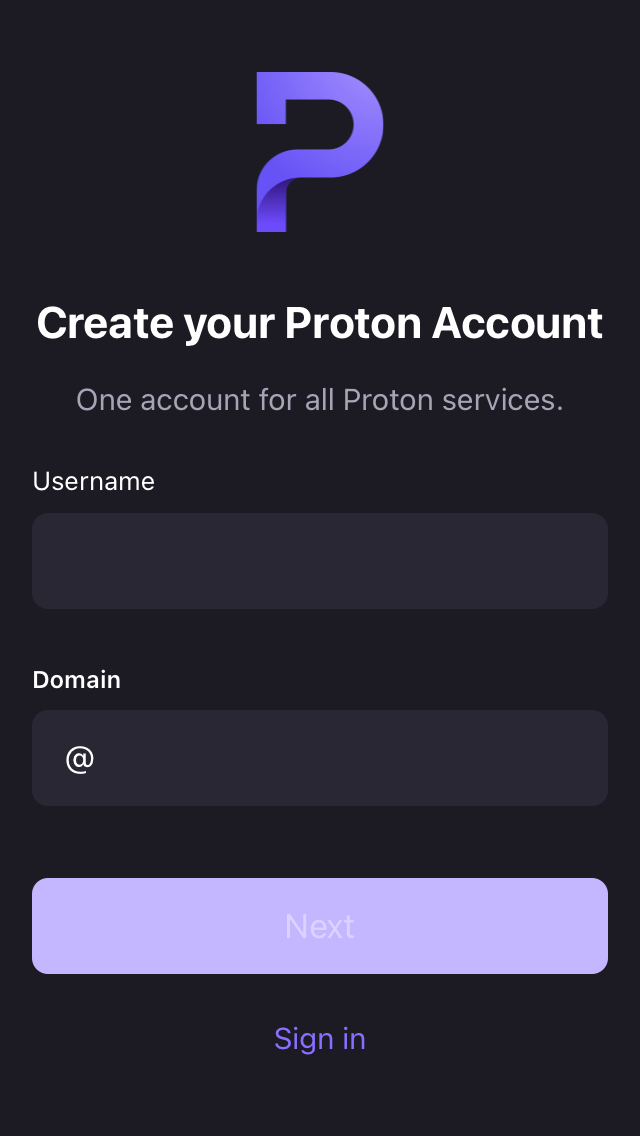 Create your Proton Account
One account for all Proton services.
Username
Domain
@
Next
Sign in